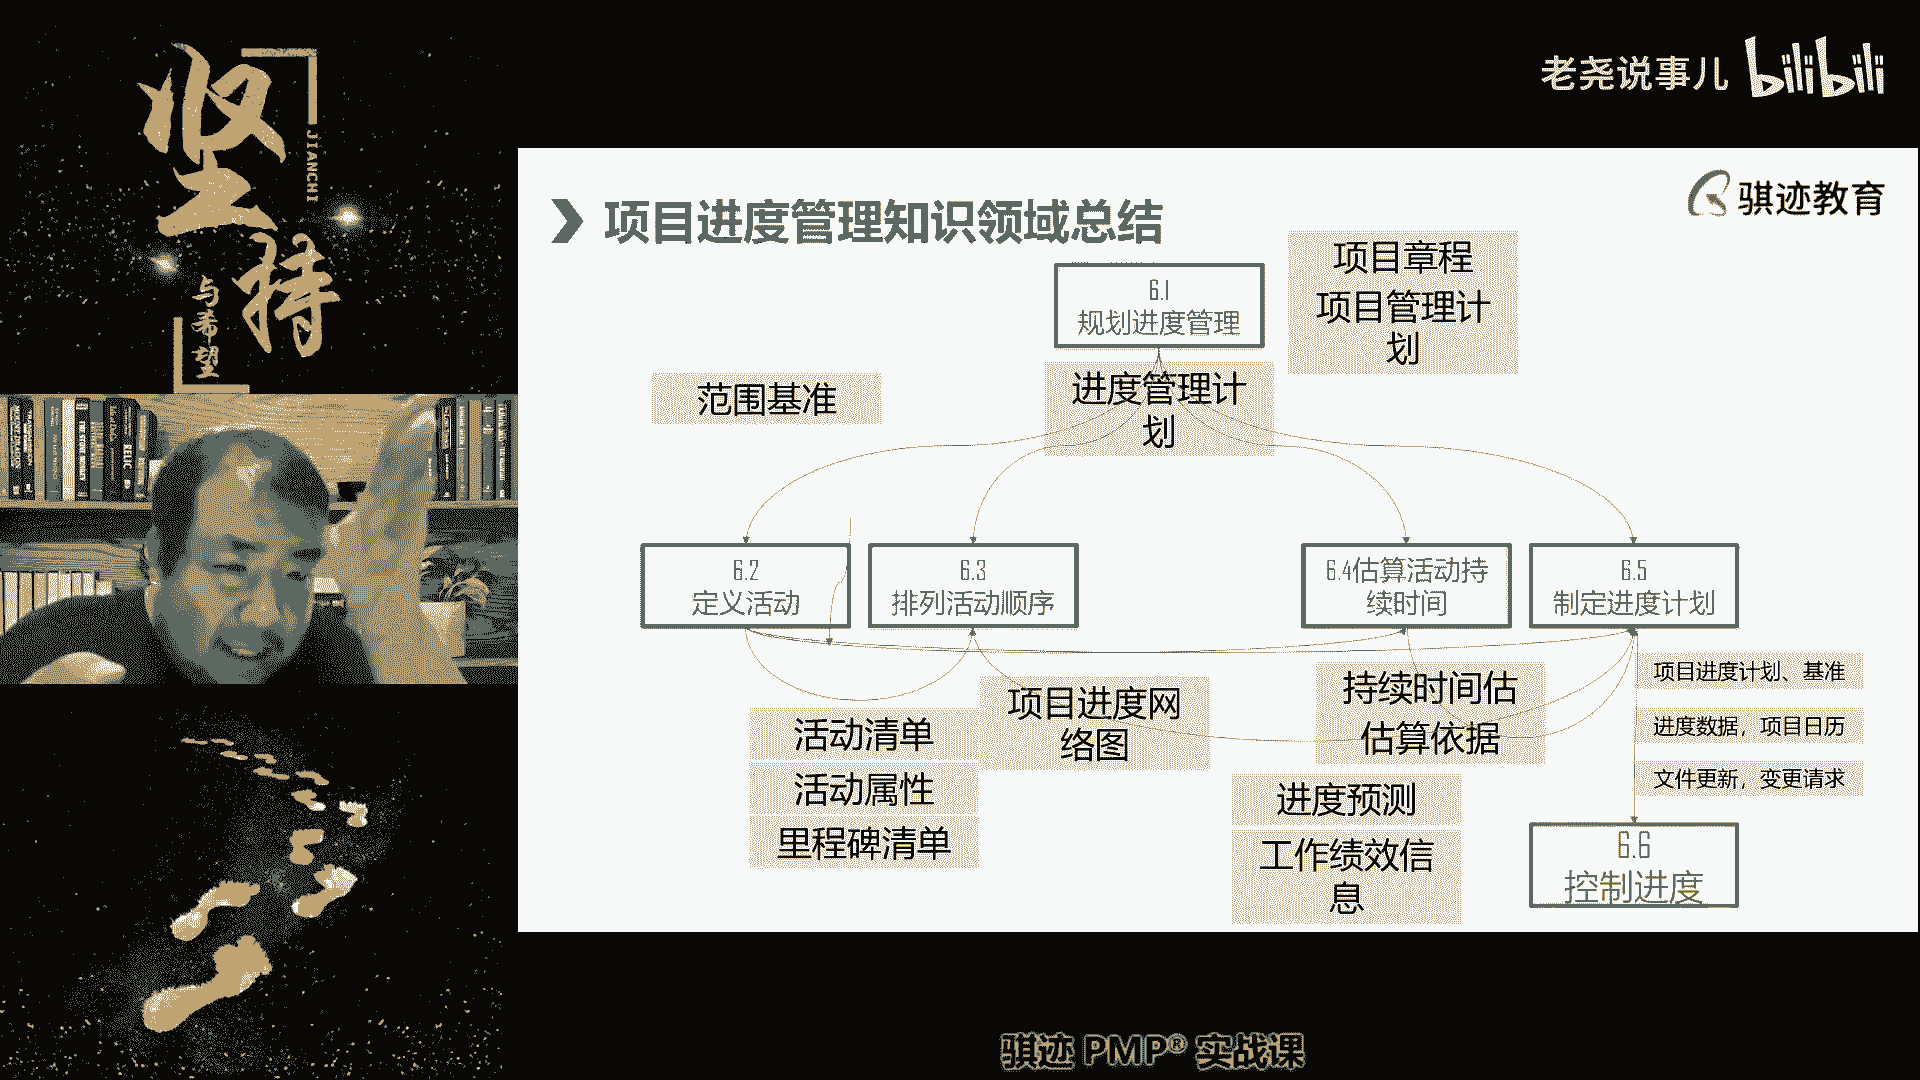 坚持
JIANCHI
与希望
老尧说事儿 bilibili
骐迹教育
项目进度管理知识领域总结
项目章程
项目管理计
划
6.1
规划进度管理
范围基准
进度管理计
划
6.2
定义活动
6.3
排列活动顺序
6.4估算活动持
续时间
6.5
制定进度计划
活动清单
活动属性
里程碑清单
项目进度网
络图
持续时间估
估算依据
项目进度计划、基准
进度数据，项目日历
文件更新，变更请求
进度预测
工作绩效信
息
6.6
控制进度
骐迹 PMP® 实战课